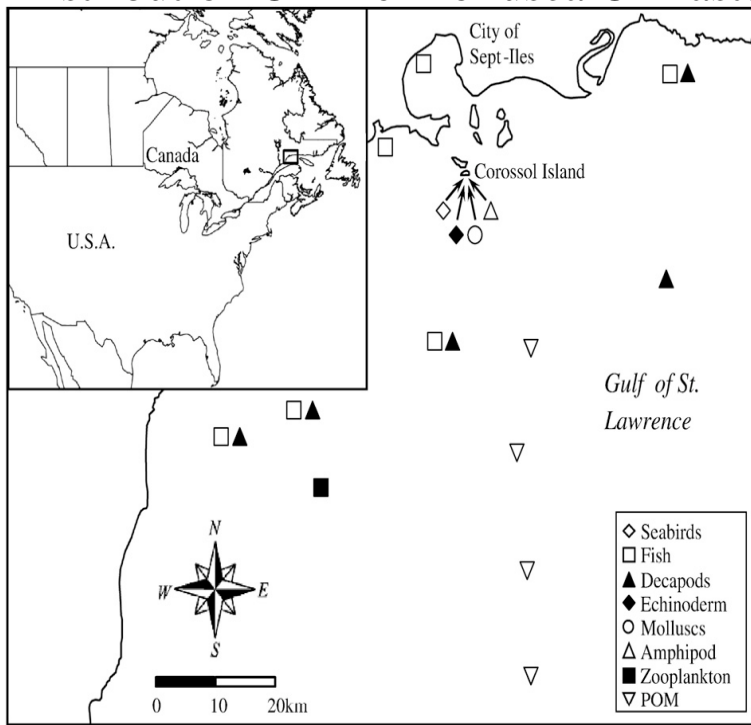 City of
Sept-Iles
Canada
Corossol Island
U.S.A.
Gulf of St.
Lawrence
N
W E
S
0 10 20km
Seabirds
Fish
Decapods
Echinoderm
Molluscs
Amphipod
Zooplankton
POM